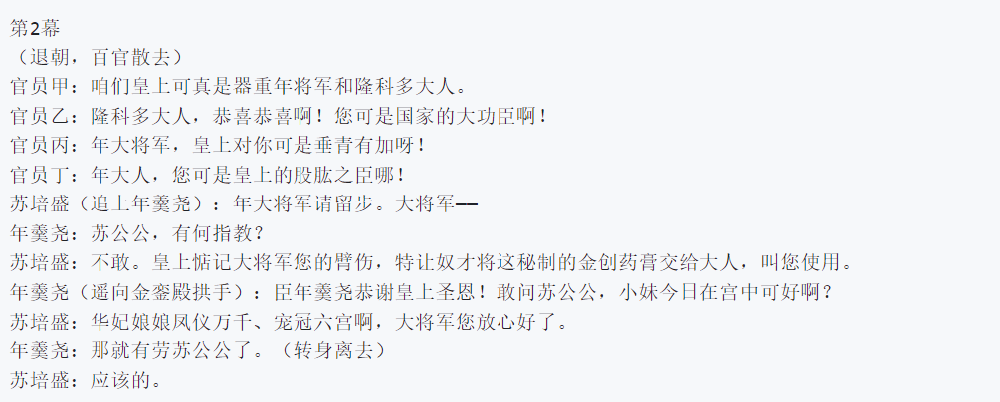 第2幕
（退朝，百官散去）
官员甲：咱们皇上可真是器重年将军和隆科多大人。
官员乙：隆科多大人，恭喜恭喜啊！您可是国家的大功臣啊！
官员丙：年大将军，皇上对你可是垂青有加呀！
官员丁：年大人，您可是皇上的股肱之臣哪！
苏培盛（追上年羹尧）：年大将军请留步。大将军——
年羹尧：苏公公，有何指教？
苏培盛：不敢。皇上惦记大将军您的臂伤，特让奴才将这秘制的金创药膏交给大人，叫您使用。
年羹尧（遥向金銮殿拱手）：臣年羹尧恭谢皇上圣恩！敢问苏公公，小妹今日在宫中可好啊？
苏培盛：华妃娘娘凤仪万千、宠冠六宫啊，大将军您放心好了。
年羹尧：那就有劳苏公公了。（转身离去）
苏培盛：应该的。